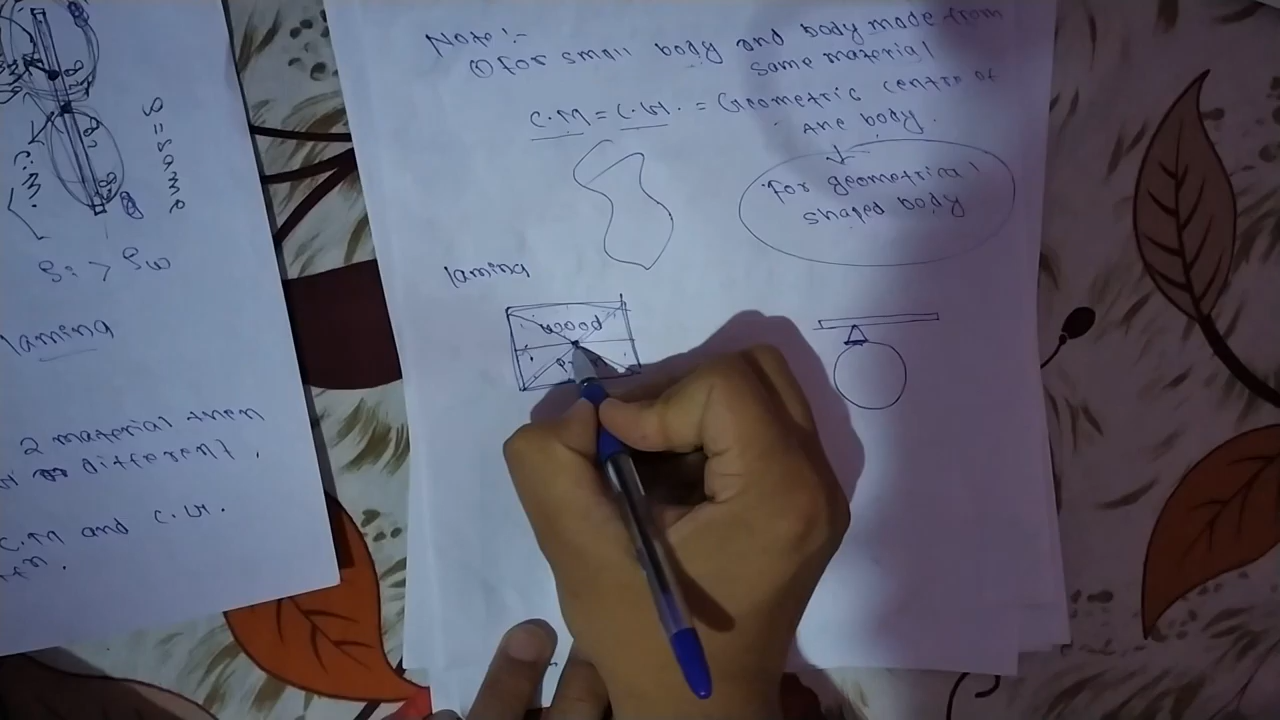 Note :-
① For small body and body made from
same material
C.M = C.G. = Geometric centre of
the body.
for geometrical
shaped body
lamina
wood
S = same
C.M.
Si > Sw
lamina
2 material then
different.
C.M and C.G.